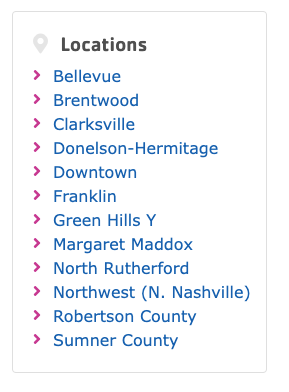 Locations
Bellevue
Brentwood
Clarksville
Donelson-Hermitage
Downtown
Franklin
Green Hills Y
Margaret Maddox
North Rutherford
Northwest (N. Nashville)
Robertson County
Sumner County